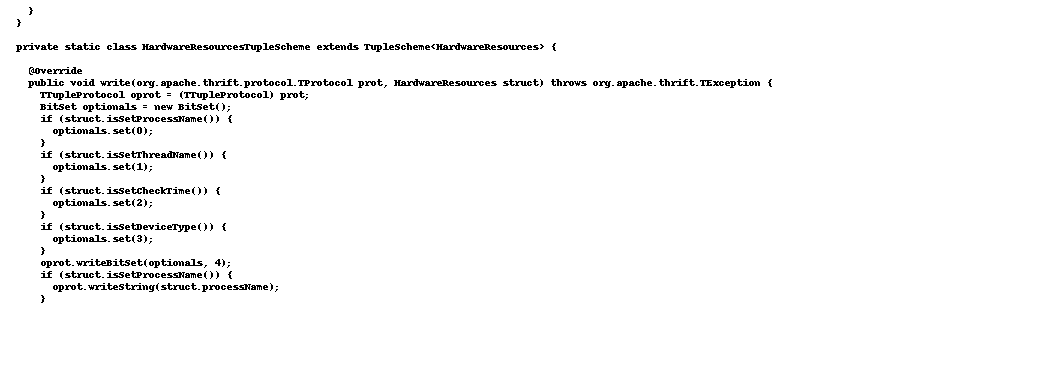 }
}

private static class HardwareResourcesTupleScheme extends TupleScheme<HardwareResources> {

  @Override
  public void write(org.apache.thrift.protocol.TProtocol prot, HardwareResources struct) throws org.apache.thrift.TException {
    TTupleProtocol oprot = (TTupleProtocol) prot;
    BitSet optionals = new BitSet();
    if (struct.isSetProcessName()) {
      optionals.set(0);
    }
    if (struct.isSetThreadName()) {
      optionals.set(1);
    }
    if (struct.isSetCheckTime()) {
      optionals.set(2);
    }
    if (struct.isSetDeviceType()) {
      optionals.set(3);
    }
    oprot.writeBitSet(optionals, 4);
    if (struct.isSetProcessName()) {
      oprot.writeString(struct.processName);
    }